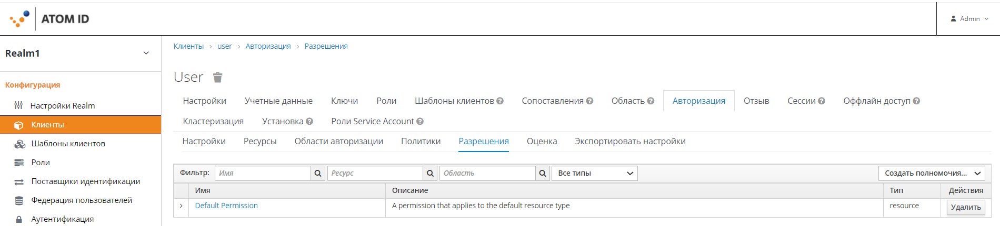 ATOM ID
Admin
Realm1
Клиенты > user > Авторизация > Разрешения
User
Конфигурация
Настройки Realm
Клиенты
Шаблоны клиентов
Роли
Поставщики идентификации
Федерация пользователей
Аутентификация
Настройки Учетные данные Ключи Роли Шаблоны клиентов ? Сопоставления ? Область ? Авторизация Отзыв Сессии ? Оффлайн доступ ?
Кластеризация Установка ? Роли Service Account ?
Настройки Ресурсы Области авторизации Политики Разрешения Оценка Экспортировать настройки
Фильтр: Имя Ресурс Область Все типы Создать полномочия...
Имя Описание Тип Действия
Default Permission A permission that applies to the default resource type resource Удалить